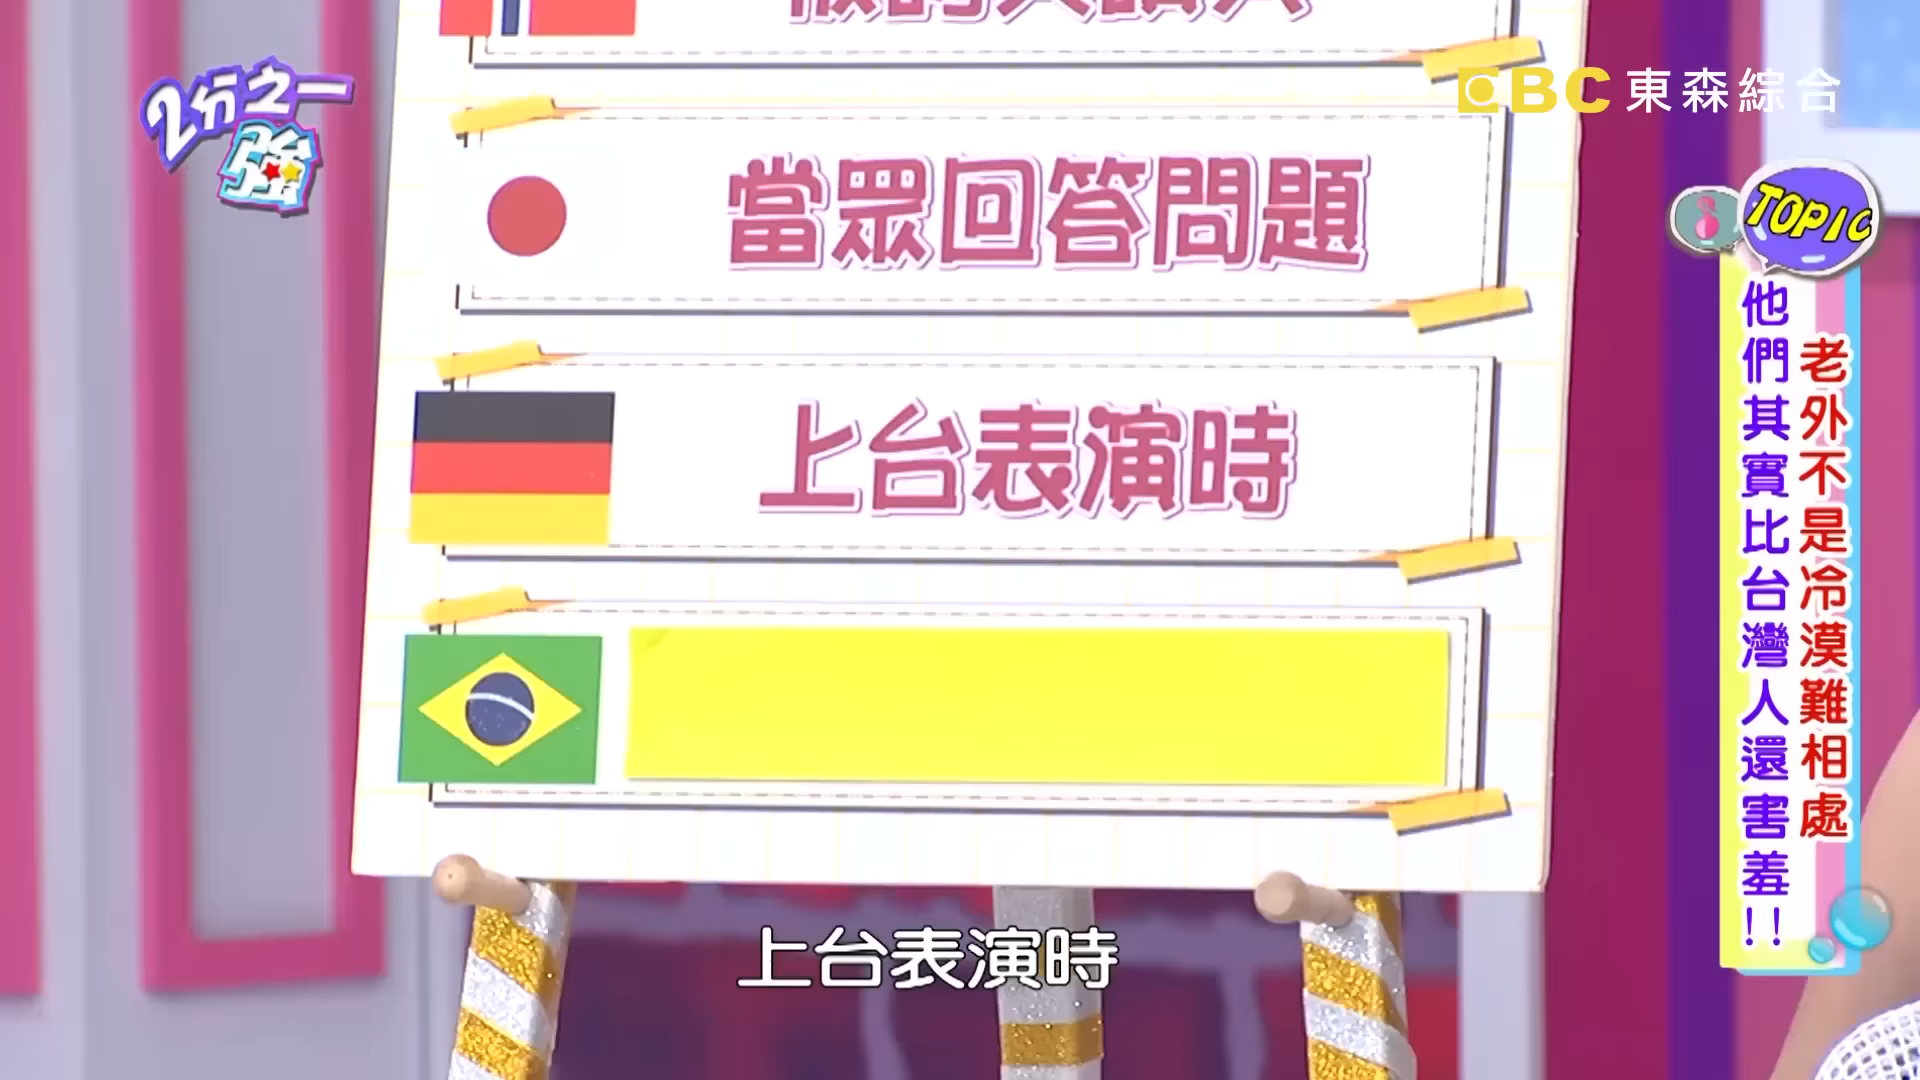 2分之一
強
EBC 東森綜合
當眾回答問題
上台表演時
TOPIC
老外不是冷漠難相處
他們其實比台灣人還害羞!!
上台表演時